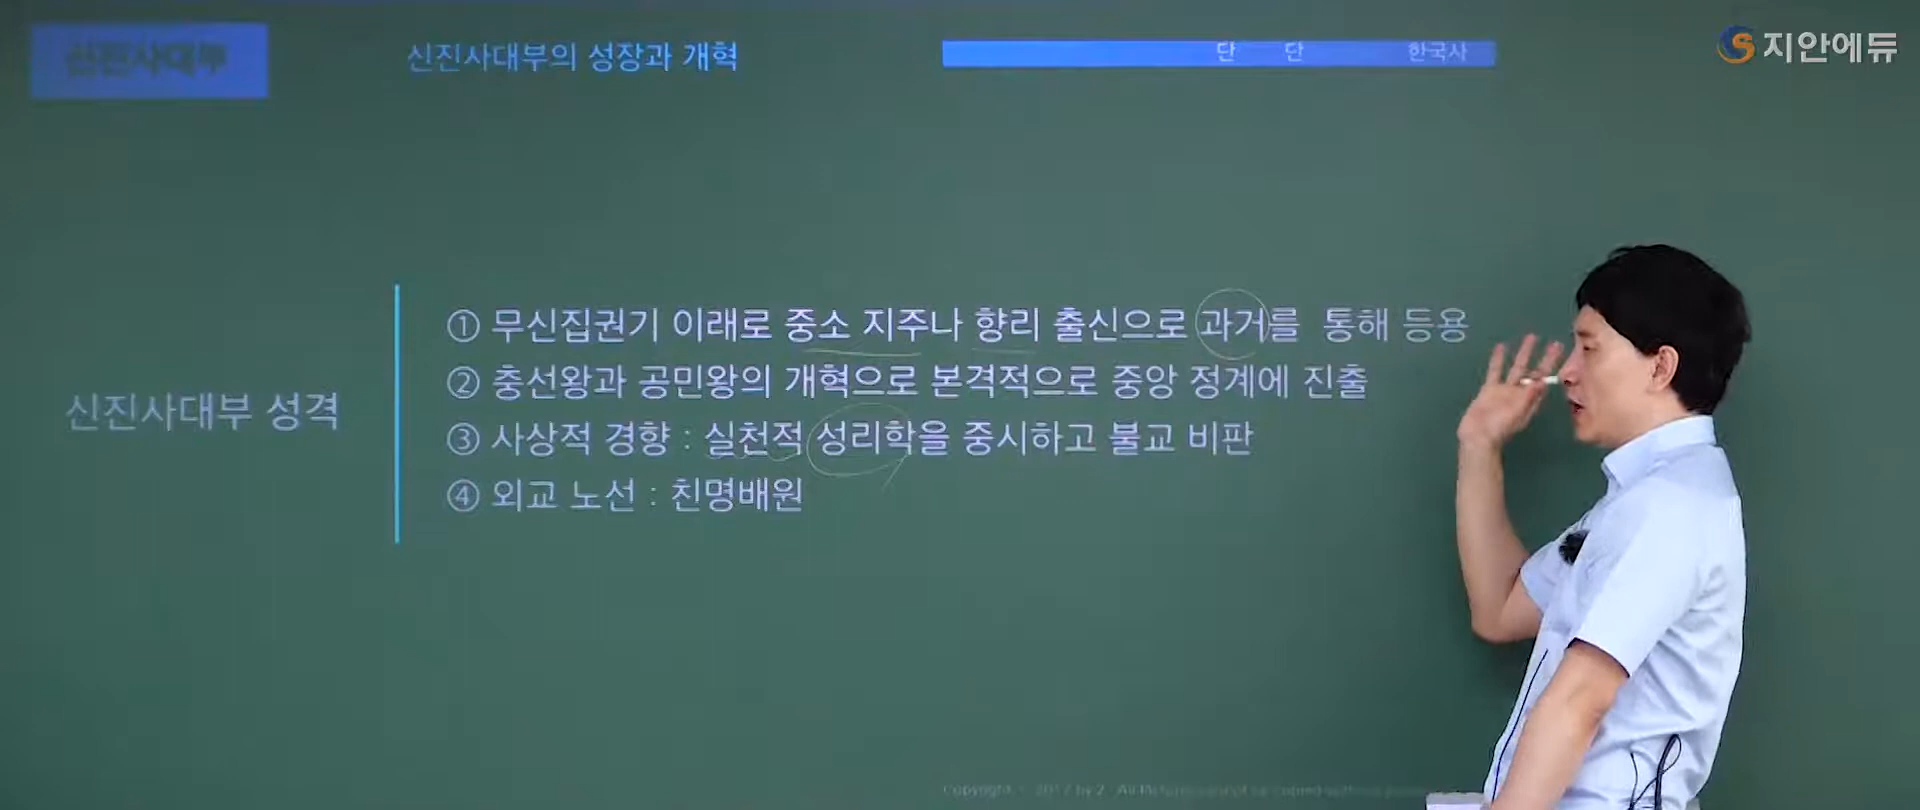 신진사대부
신진사대부의 성장과 개혁
단 단 한국사
지안에듀
신진사대부 성격
① 무신집권기 이래로 중소 지주나 향리 출신으로 과거를 통해 등용
② 충선왕과 공민왕의 개혁으로 본격적으로 중앙 정계에 진출
③ 사상적 경향 : 실천적 성리학을 중시하고 불교 비판
④ 외교 노선 : 친명배원